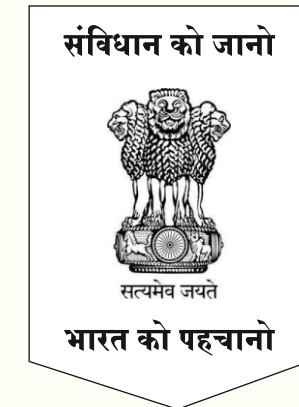 संविधान को जानो
सत्यमेव जयते
भारत को पहचानो